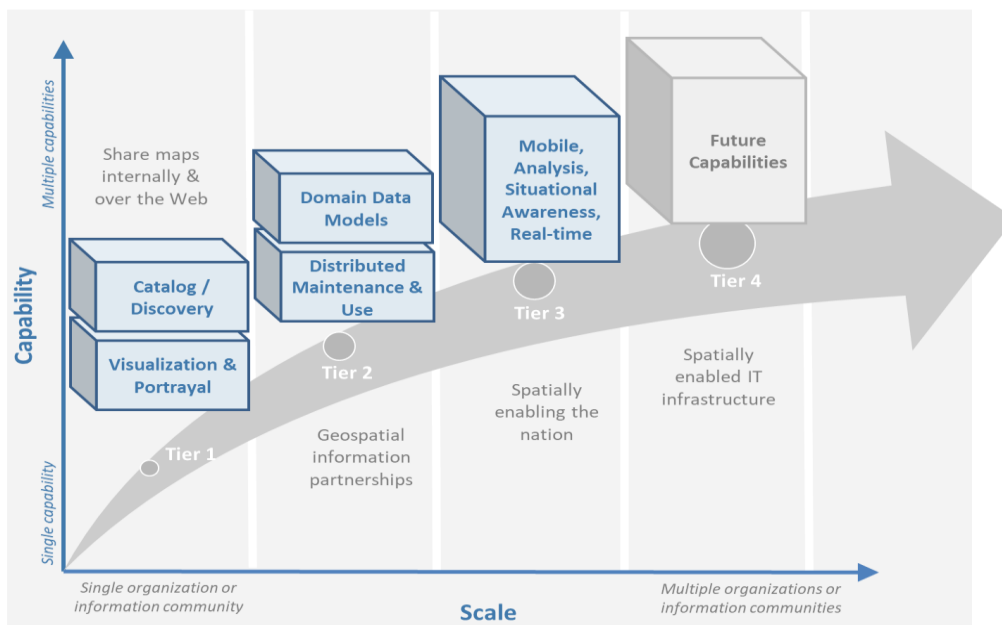 Multiple capabilities
Single capability
Capability
Share maps
internally &
over the Web
Catalog /
Discovery
Visualization &
Portrayal
Tier 1
Domain Data
Models
Distributed
Maintenance &
Use
Tier 2
Geospatial
information
partnerships
Mobile,
Analysis,
Situational
Awareness,
Real-time
Tier 3
Spatially
enabling the
nation
Future
Capabilities
Tier 4
Spatially
enabled IT
infrastructure
Single organization or
information community
Scale
Multiple organizations or
information communities